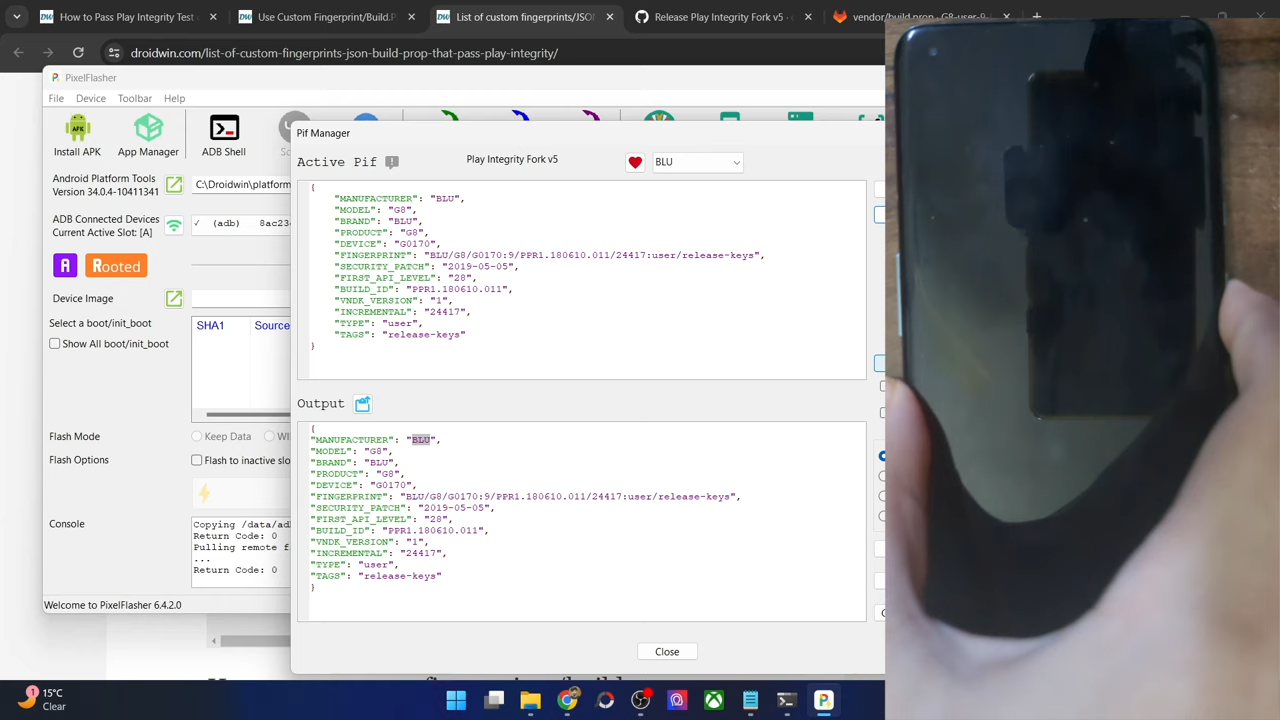 How to Pass Play Integrity Test
Use Custom Fingerprint/Build.P
List of custom fingerprints/JSON
Release Play Integrity Fork v5 -
vendor/build.prop - G8-user-9
droidwin.com/list-of-custom-fingerprints-json-build-prop-that-pass-play-integrity/
PixelFlasher
File Device Toolbar Help
Install APK
App Manager
ADB Shell
Android Platform Tools
Version 34.0.4-10411341
C:\Droidwin\platform
ADB Connected Devices
Current Active Slot: [A]
✓ (adb) 8ac234
A Rooted
Device Image
Select a boot/init_boot
Show All boot/init_boot
SHA1 Source
Flash Mode
Keep Data
Flash Options
Flash to inactive slo
Console
Copying /data/ad
Return Code: 0
Pulling remote f
...
Return Code: 0
Welcome to PixelFlasher 6.4.2.0
Pif Manager
Active Pif
Play Integrity Fork v5
BLU
{
"MANUFACTURER": "BLU",
"MODEL": "G8",
"BRAND": "BLU",
"PRODUCT": "G8",
"DEVICE": "G0170",
"FINGERPRINT": "BLU/G8/G0170:9/PPR1.180610.011/24417:user/release-keys",
"SECURITY_PATCH": "2019-05-05",
"FIRST_API_LEVEL": "28",
"BUILD_ID": "PPR1.180610.011",
"VNDK_VERSION": "1",
"INCREMENTAL": "24417",
"TYPE": "user",
"TAGS": "release-keys"
}
Output
{
"MANUFACTURER": "BLU",
"MODEL": "G8",
"BRAND": "BLU",
"PRODUCT": "G8",
"DEVICE": "G0170",
"FINGERPRINT": "BLU/G8/G0170:9/PPR1.180610.011/24417:user/release-keys",
"SECURITY_PATCH": "2019-05-05",
"FIRST_API_LEVEL": "28",
"BUILD_ID": "PPR1.180610.011",
"VNDK_VERSION": "1",
"INCREMENTAL": "24417",
"TYPE": "user",
"TAGS": "release-keys"
}
Close
15°C
Clear